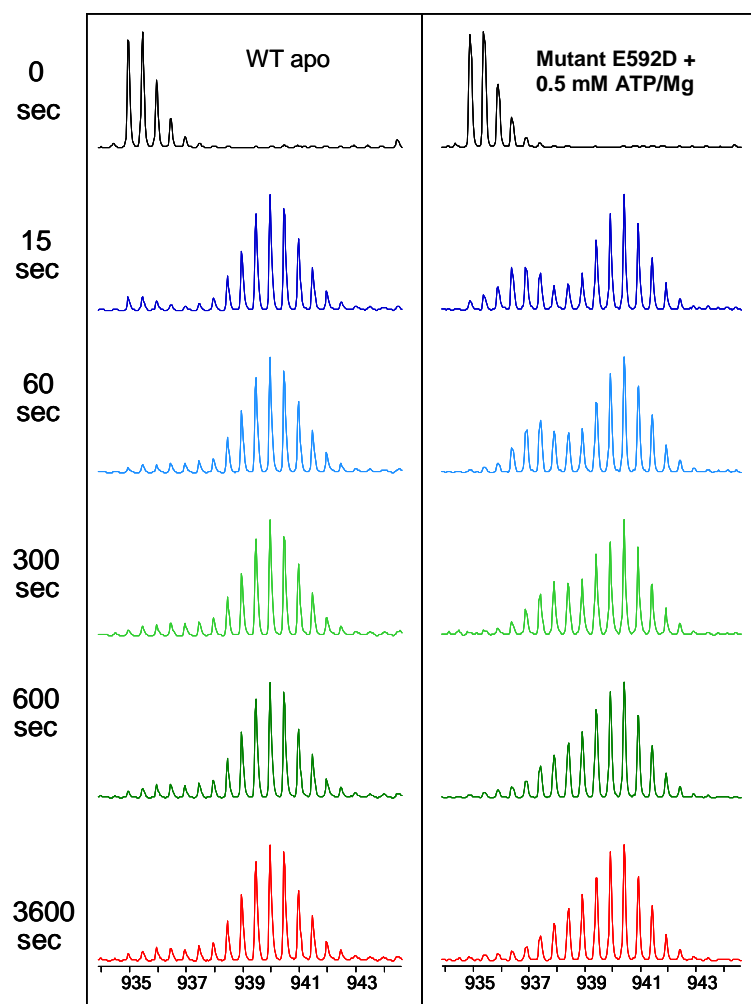 0
sec
WT apo
Mutant E592D +
0.5 mM ATP/Mg
15
sec
60
sec
300
sec
600
sec
3600
sec
935 937 939 941 943
935 937 939 941 943